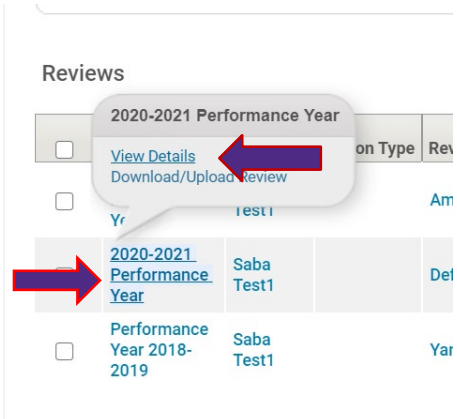 Reviews
2020-2021 Performance Year
View Details
Download/Upload Review
on Type
Rev
Am
Test1
2020-2021
Performance
Year
Saba
Test1
Def
Performance
Year 2018-
2019
Saba
Test1
Yar